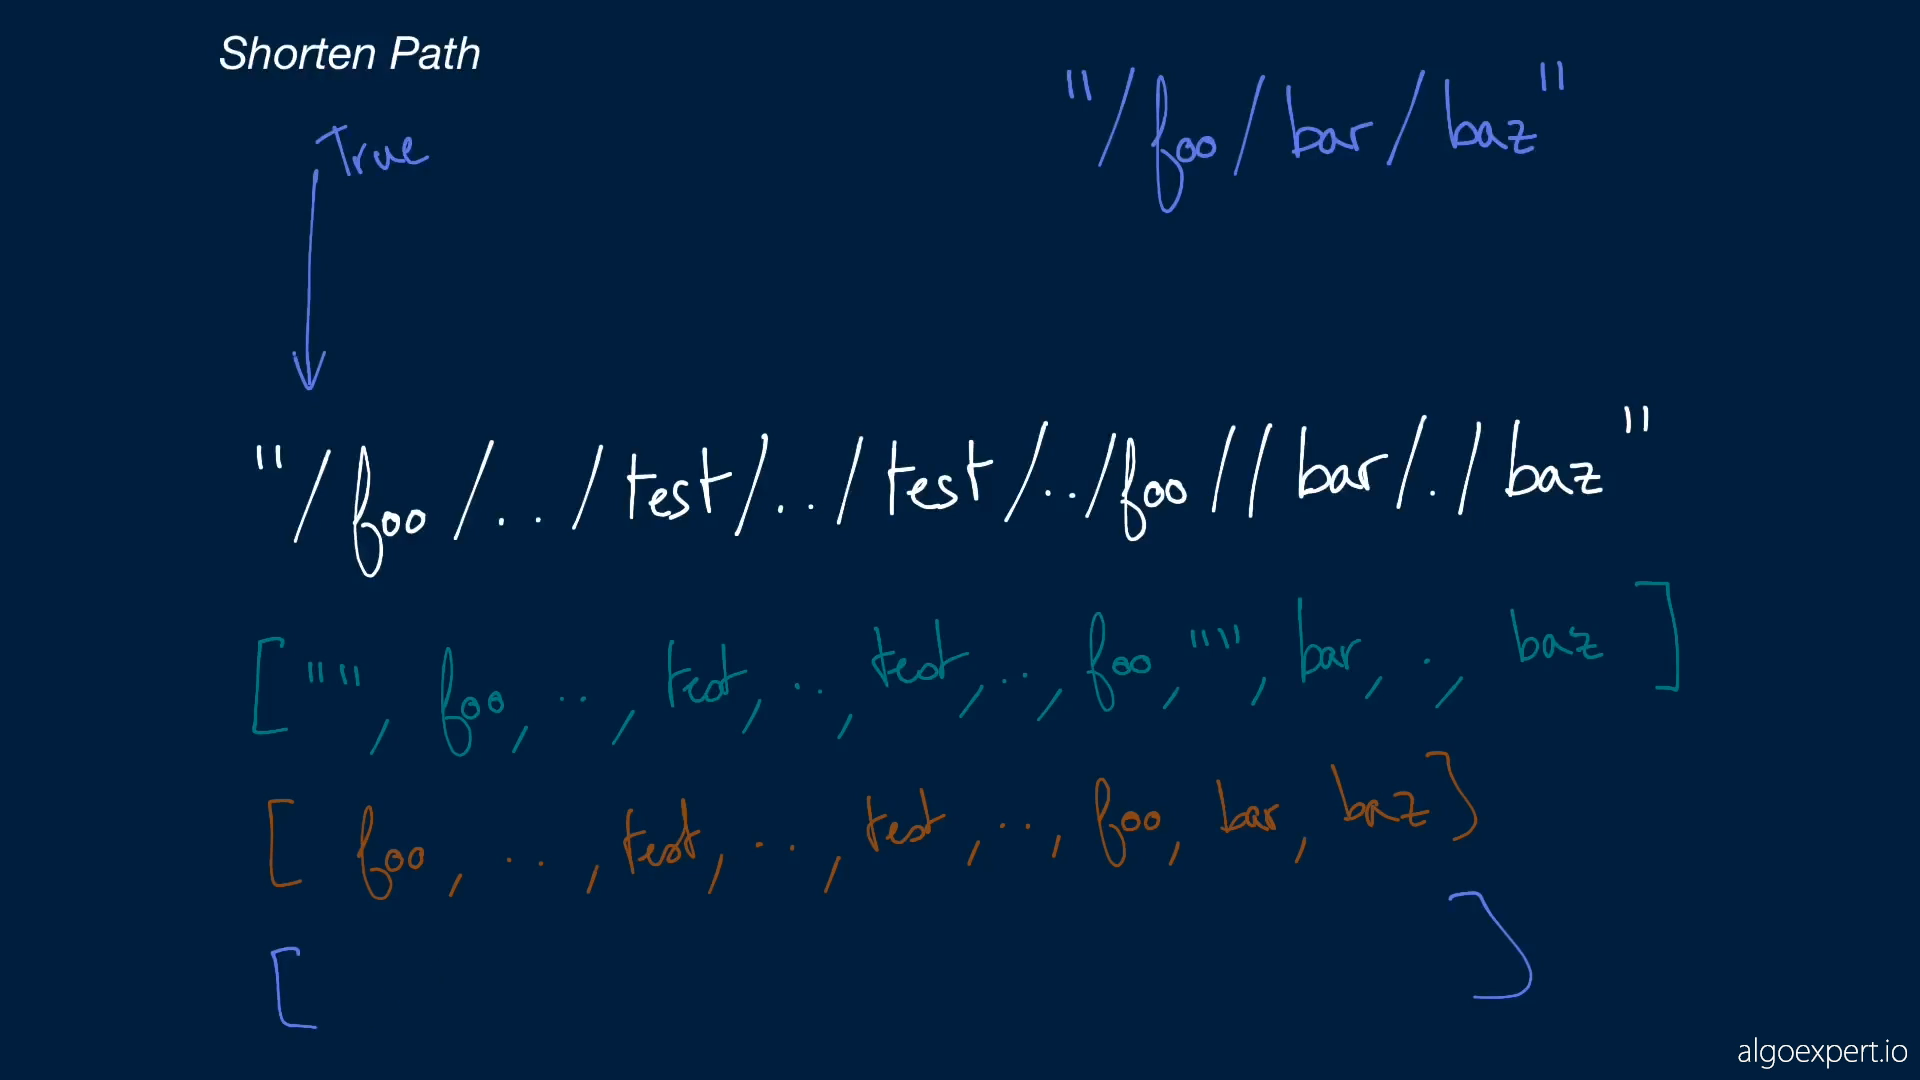 Shorten Path
"/foo/bar/baz"
True
"/foo/../test/../test/../foo//bar/./baz"
["", foo, .., test, .., test, .., foo, "", bar, ., baz]
[foo, .., test, .., test, .., foo, bar, baz]
[ ]
algoexpert.io